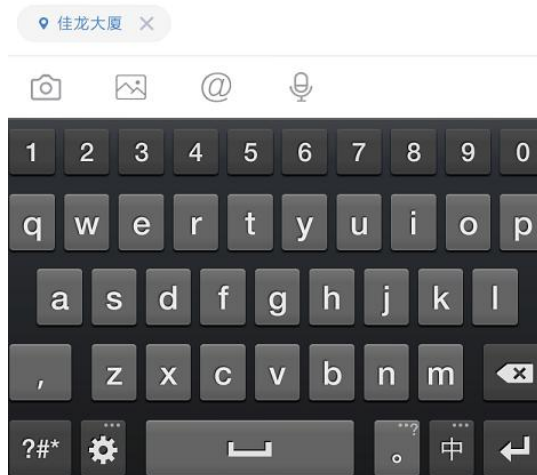 佳龙大厦
@
1 2 3 4 5 6 7 8 9 0
q w e r t y u i o p
a s d f g h j k l
, z x c v b n m
?#* 。 ? 中